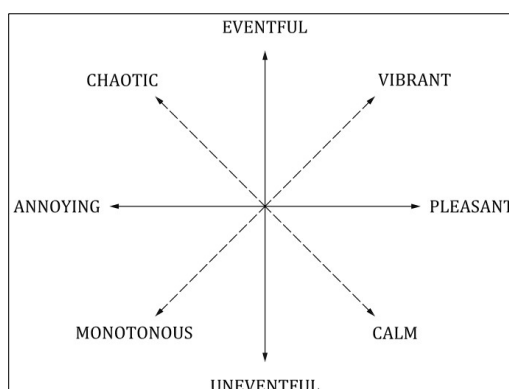 EVENTFUL
CHAOTIC
VIBRANT
ANNOYING
PLEASANT
MONOTONOUS
CALM
UNEVENTFUL